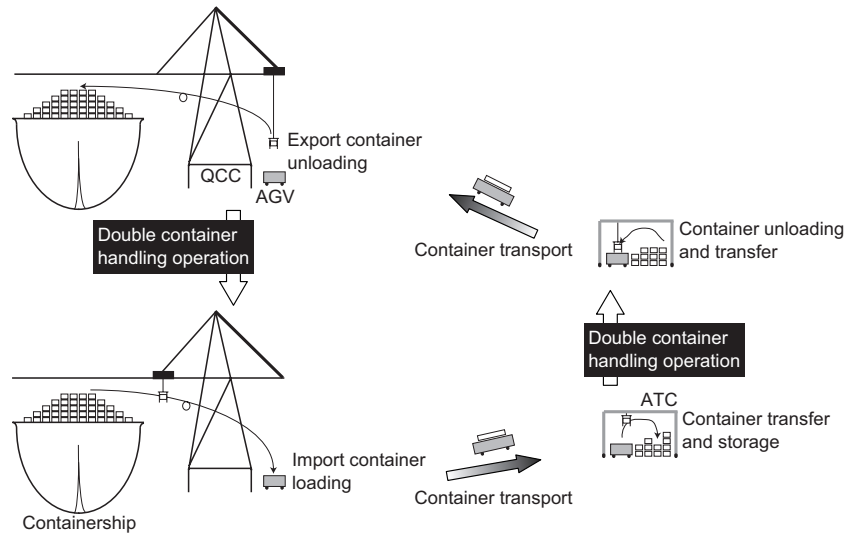 Export container
unloading
QCC
AGV
Double container
handling operation
Container transport
Container unloading
and transfer
Double container
handling operation
ATC
Container transfer
and storage
Import container
loading
Container transport
Containership